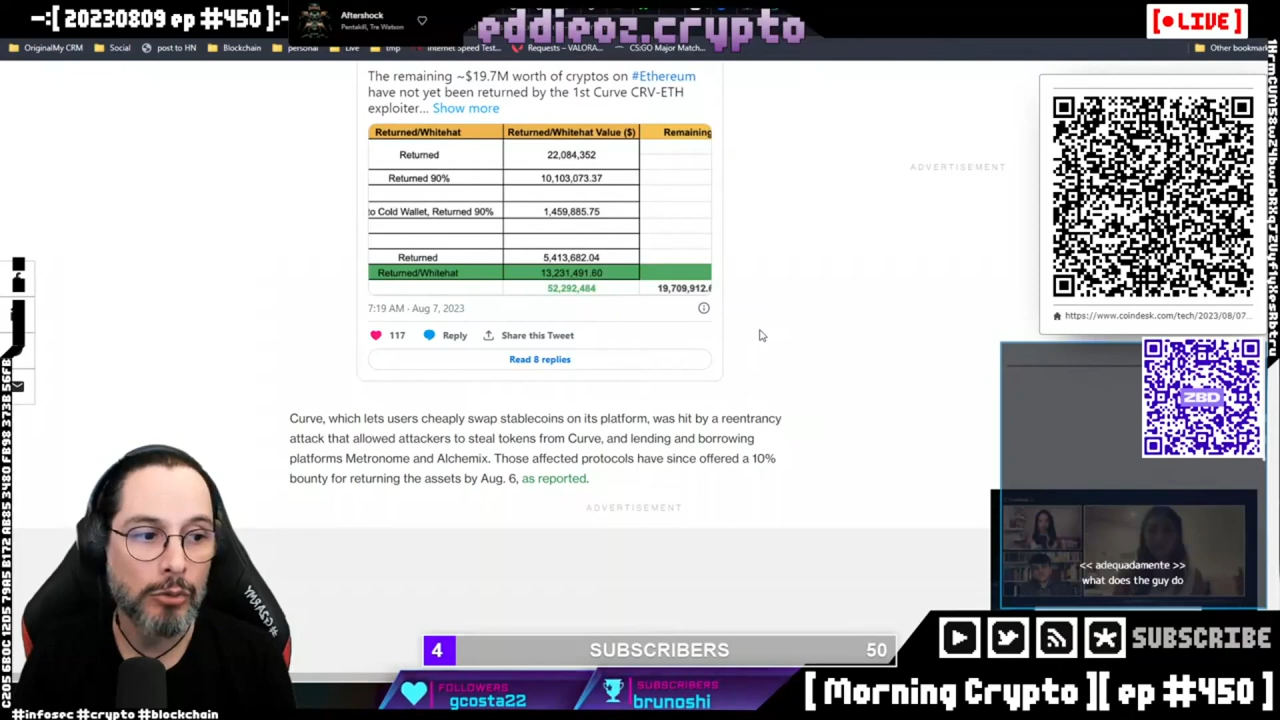 -:[ 20230809 ep #450 ]:-
Aftershock
Pentakill, Tre Watson
eddieoz.crypto
[ ● LIVE ]
OriginalMy CRM
Social
post to HN
Blockchain
personal
Live
tmp
Internet Speed Test...
Requests – VALORA...
CS:GO Major Match...
Other bookmar
The remaining ~$19.7M worth of cryptos on #Ethereum
have not yet been returned by the 1st Curve CRV-ETH
exploiter... Show more
Returned/Whitehat Returned/Whitehat Value ($) Remaining
Returned 22,084,352
Returned 90% 10,103,073.37
to Cold Wallet, Returned 90% 1,459,885.75
Returned 5,413,682.04
Returned/Whitehat 13,231,491.60
52,292,484 19,709,912.6
7:19 AM · Aug 7, 2023
117 Reply Share this Tweet
Read 8 replies
ADVERTISEMENT
https://www.coindesk.com/tech/2023/08/07...
ZBD
Curve, which lets users cheaply swap stablecoins on its platform, was hit by a reentrancy
attack that allowed attackers to steal tokens from Curve, and lending and borrowing
platforms Metronome and Alchemix. Those affected protocols have since offered a 10%
bounty for returning the assets by Aug. 6, as reported.
ADVERTISEMENT
<< adequadamente >>
what does the guy do
4 SUBSCRIBERS 50
FOLLOWERS
gcosta22
SUBSCRIBERS
brunoshi
SUBSCRIBE
[ Morning Crypto ][ ep #450 ]
#infosec #crypto #blockchain